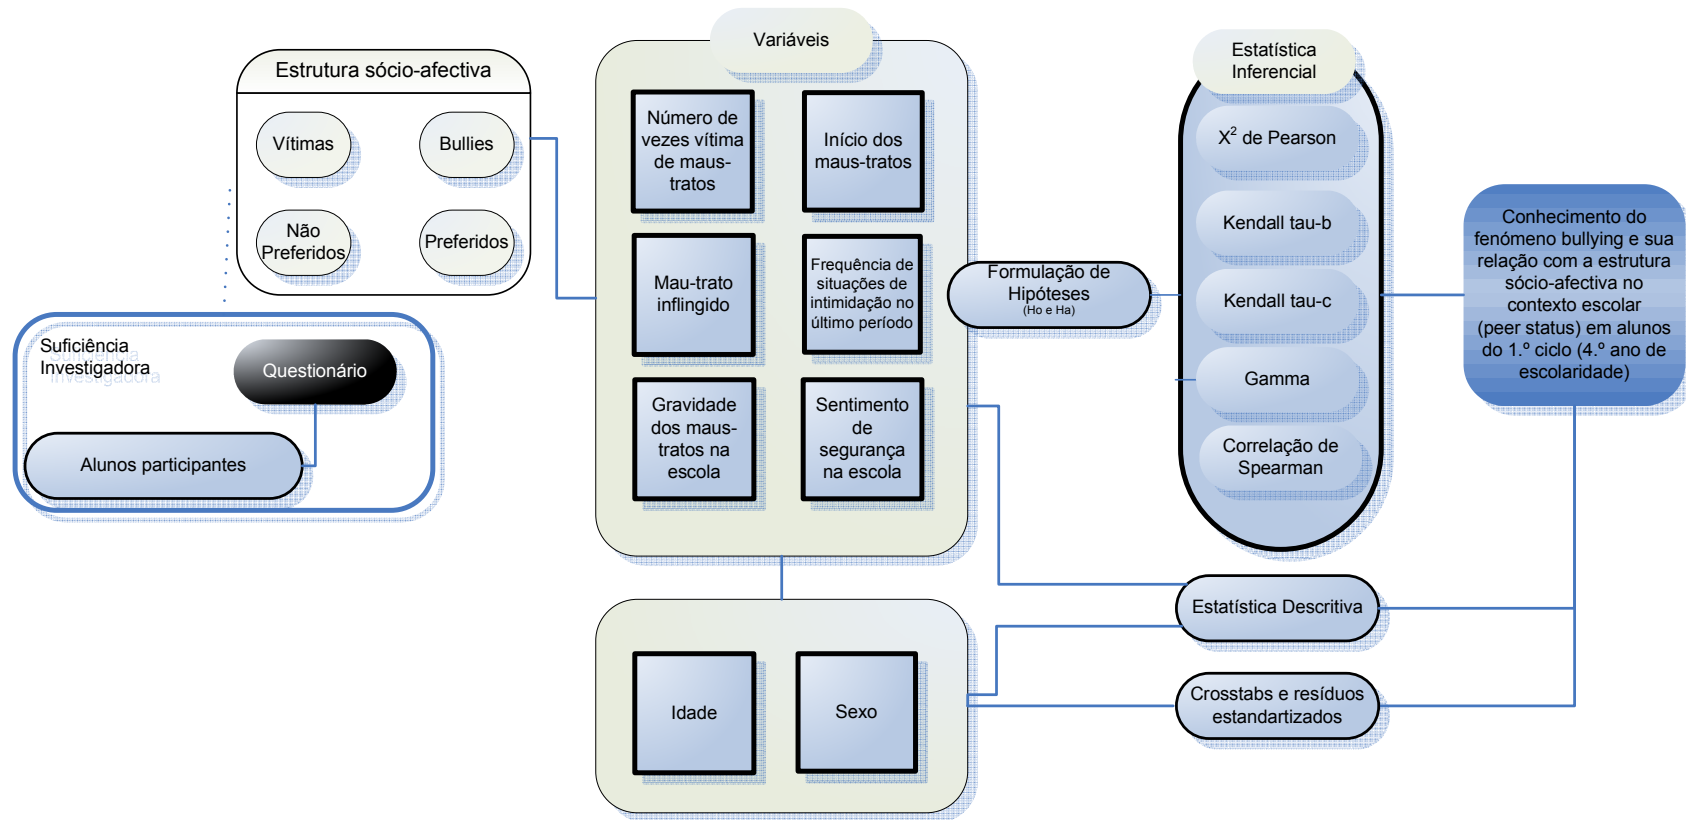 Estrutura sócio-afectiva
Vítimas
Bullies
Não
Preferidos
Preferidos
Suficiência
Investigadora
Questionário
Alunos participantes
Variáveis
Número de
vezes vítima
de maus-
tratos
Início dos
maus-tratos
Mau-trato
inflingido
Frequência de
situações de
intimidação no
último período
Gravidade
dos maus-
tratos na
escola
Sentimento
de
segurança
na escola
Idade
Sexo
Formulação de
Hipóteses
(Ho e Ha)
Estatística
Inferencial
X² de Pearson
Kendall tau-b
Kendall tau-c
Gamma
Correlação de
Spearman
Estatística Descritiva
Crosstabs e resíduos
estandartizados
Conhecimento do
fenómeno bullying e sua
relação com a estrutura
sócio-afectiva no
contexto escolar
(peer status) em alunos
do 1.º ciclo (4.º ano de
escolaridade)